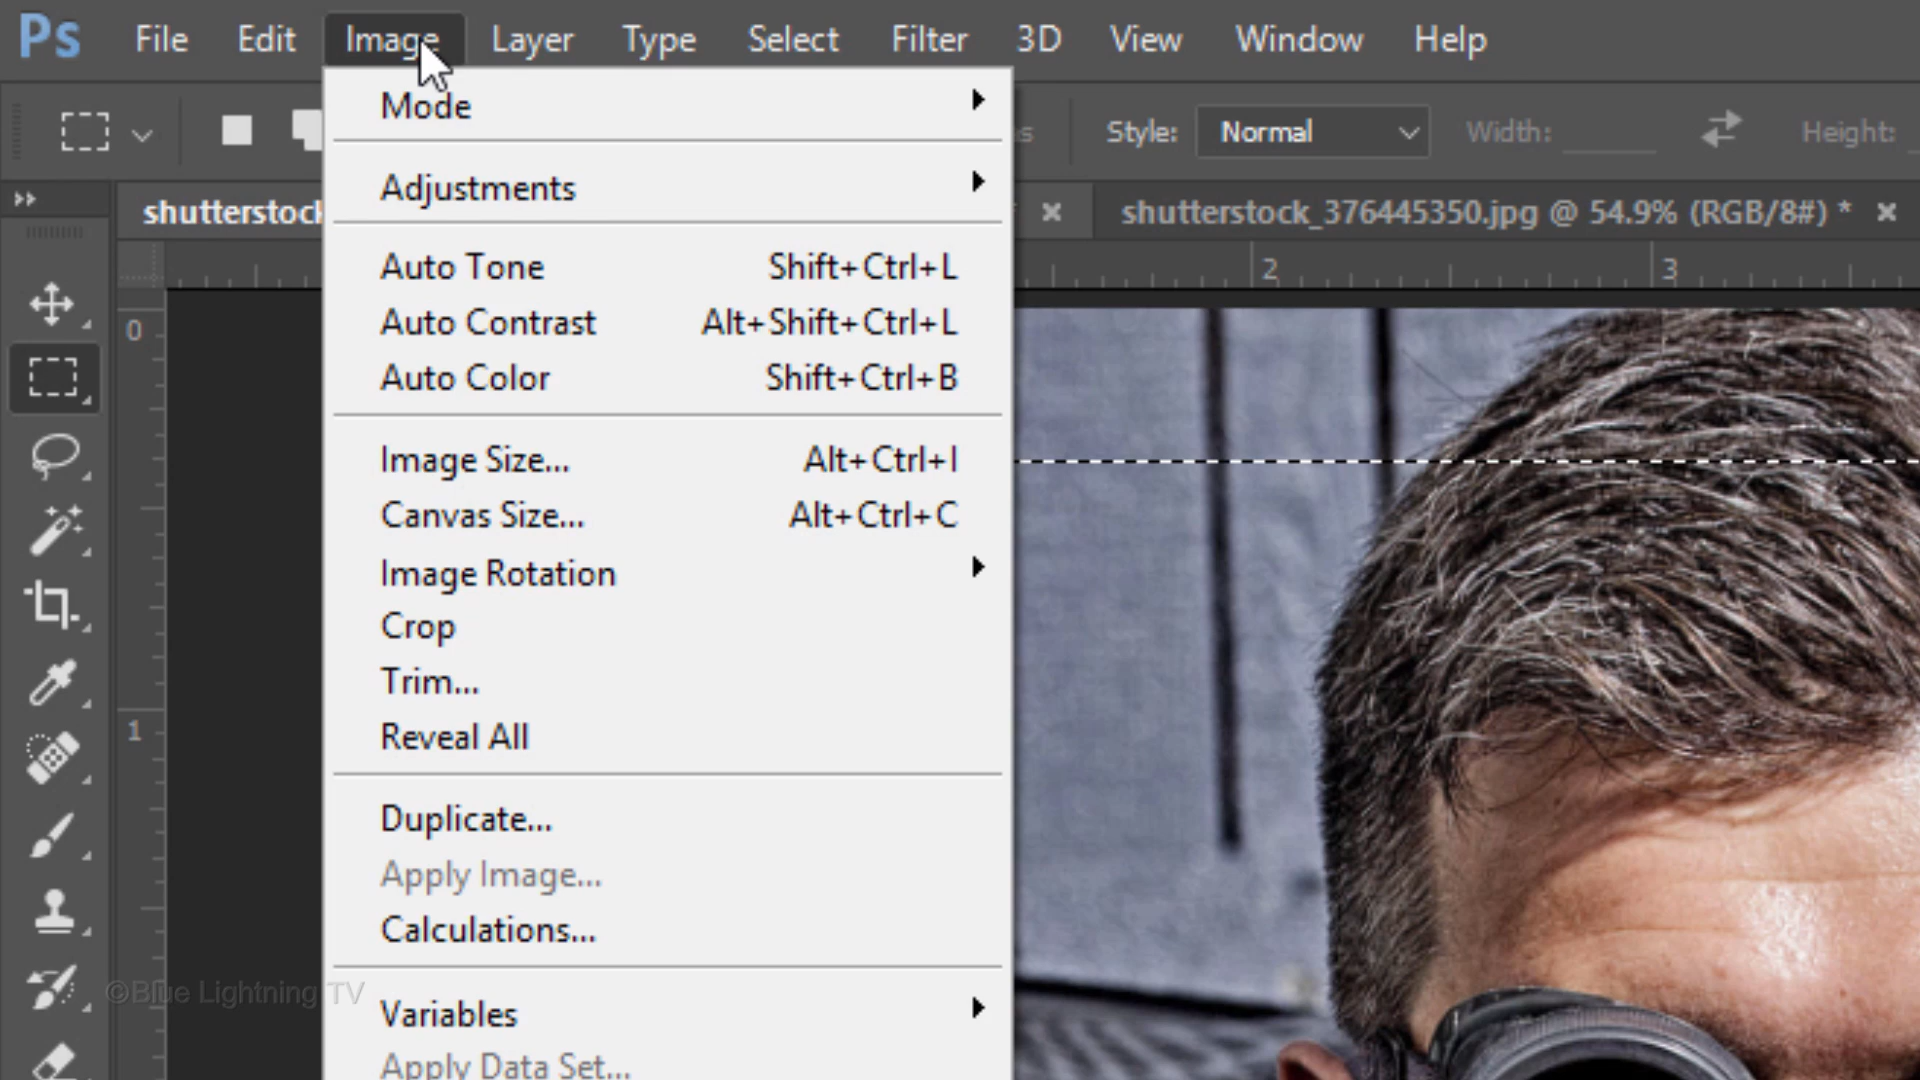 Ps File Edit Image Layer Type Select Filter 3D View Window Help
Mode
Style: Normal Width: Height:
Adjustments
shutterstock_376445350.jpg @ 54.9% (RGB/8#) *
Auto Tone Shift+Ctrl+L
2 3
0
Auto Contrast Alt+Shift+Ctrl+L
Auto Color Shift+Ctrl+B
Image Size... Alt+Ctrl+I
Canvas Size... Alt+Ctrl+C
Image Rotation
Crop
Trim...
Reveal All
1
Duplicate...
Apply Image...
Calculations...
©Blue Lightning TV
Variables
Apply Data Set...